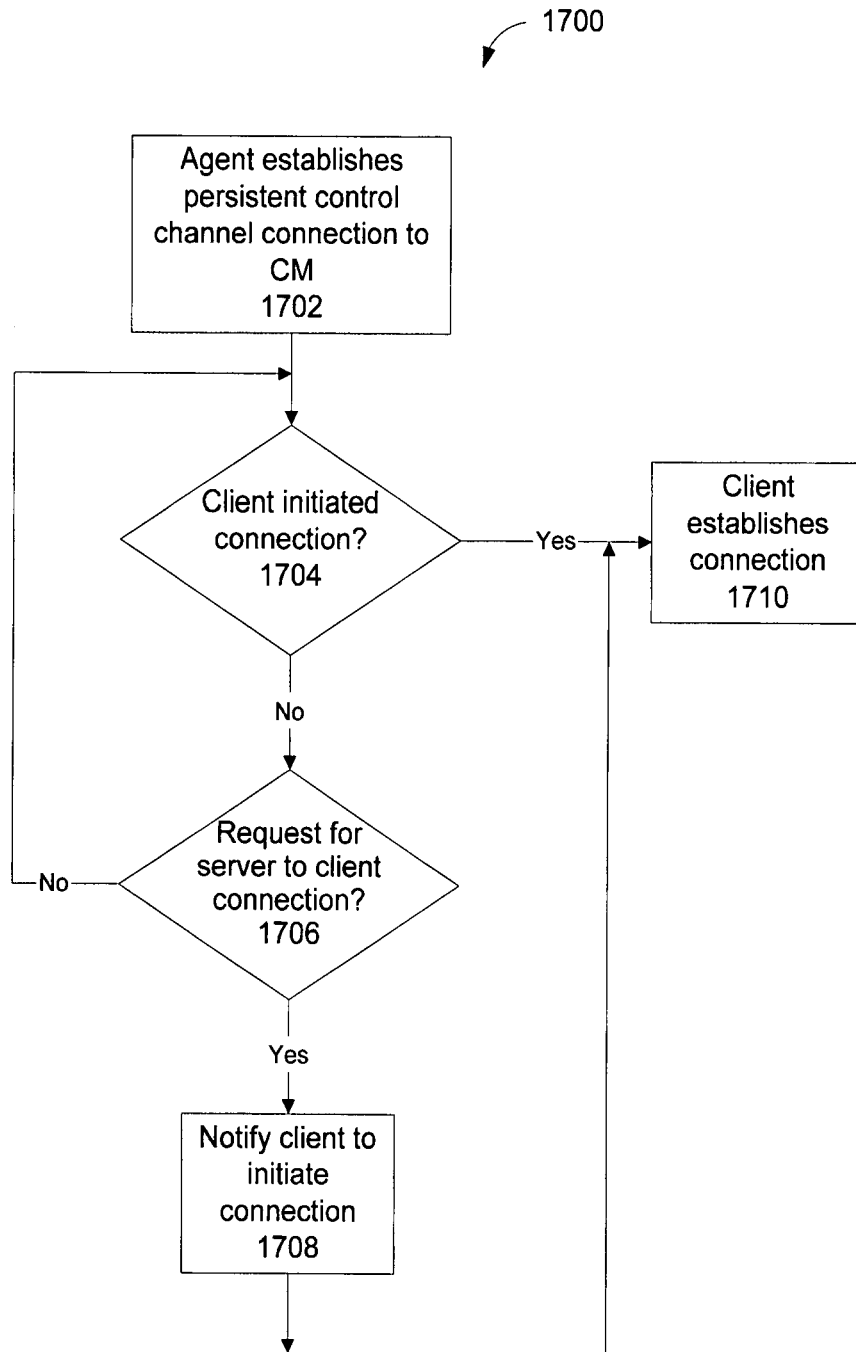 1700
Agent establishes
persistent control
channel connection to
CM
1702
Client initiated
connection?
1704
Yes
Client
establishes
connection
1710
No
Request for
server to client
connection?
1706
No
Yes
Notify client to
initiate
connection
1708